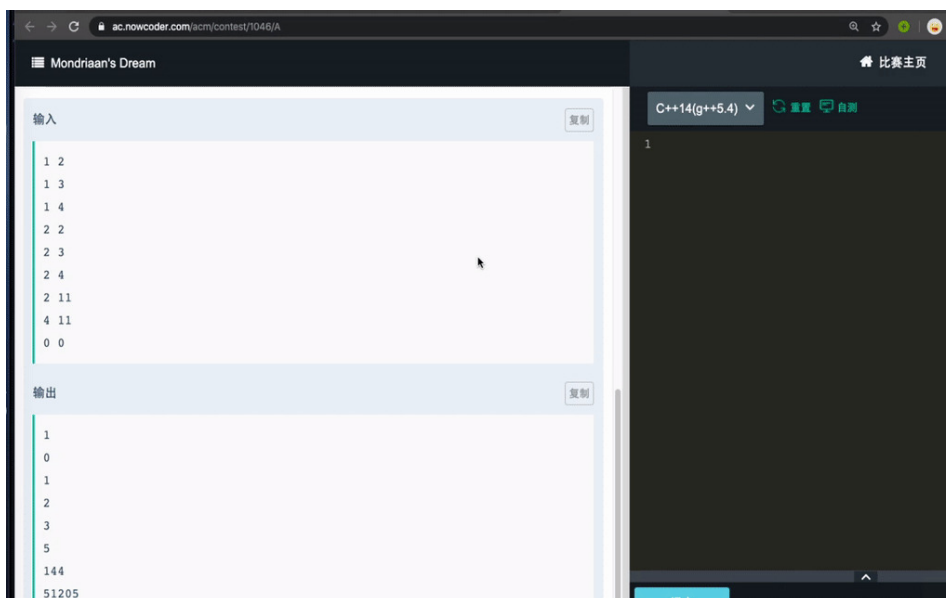 ac.nowcoder.com/acm/contest/1046/A
Mondriaan's Dream
比赛主页
输入
复制
1 2
1 3
1 4
2 2
2 3
2 4
2 11
4 11
0 0
输出
复制
1
0
1
2
3
5
144
51205
C++14(g++5.4)
重置
自测
1